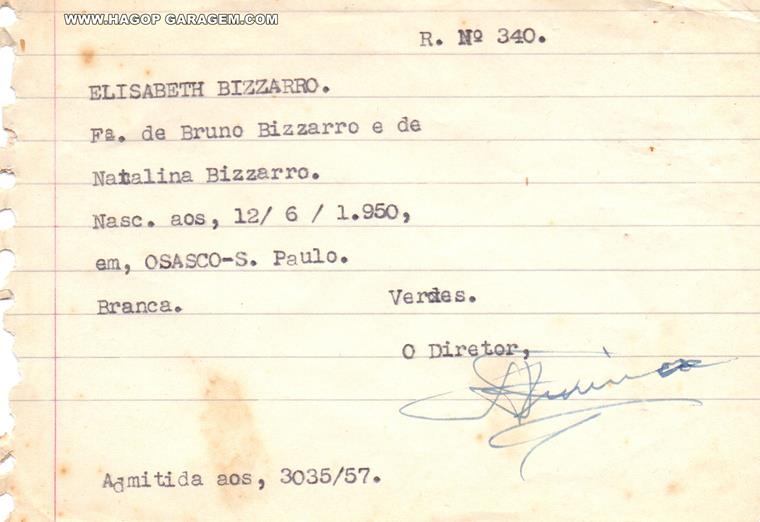 WWW.HAGOP GARAGEM.COM
R. Nº 340.
ELISABETH BIZZARRO.
Fª. de Bruno Bizzarro e de
Natalina Bizzarro.
Nasc. aos, 12/ 6 / 1.950,
em, OSASCO-S. Paulo.
Branca. Verdes.
O Diretor,
Admitida aos, 3035/57.